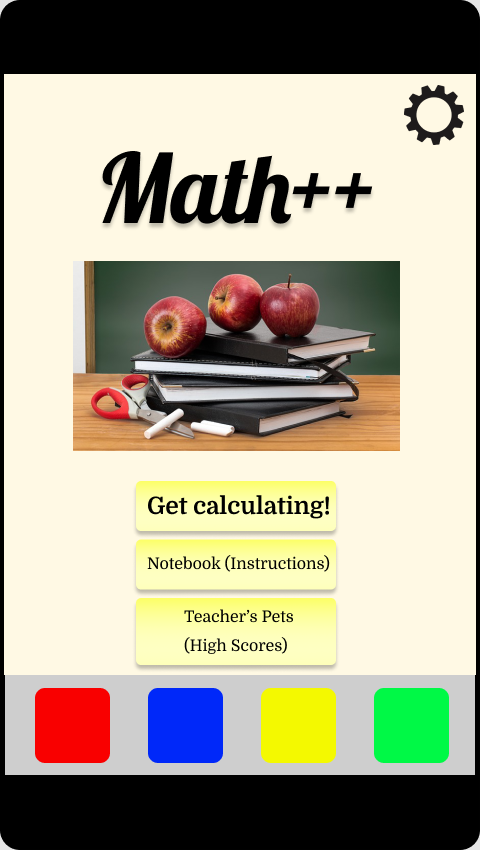 Math++
Get calculating!
Notebook (Instructions)
Teacher’s Pets
(High Scores)